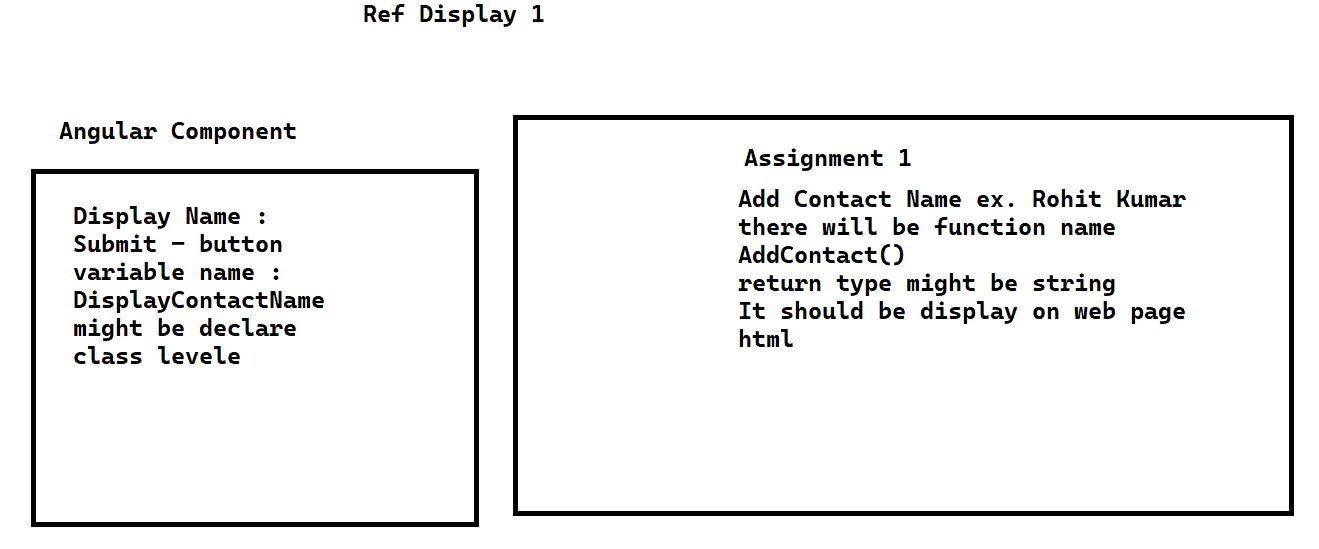 Ref Display 1
Angular Component
Display Name :
Submit - button
variable name :
DisplayContactName
might be declare
class levele
Assignment 1
Add Contact Name ex. Rohit Kumar
there will be function name
AddContact()
return type might be string
It should be display on web page
html